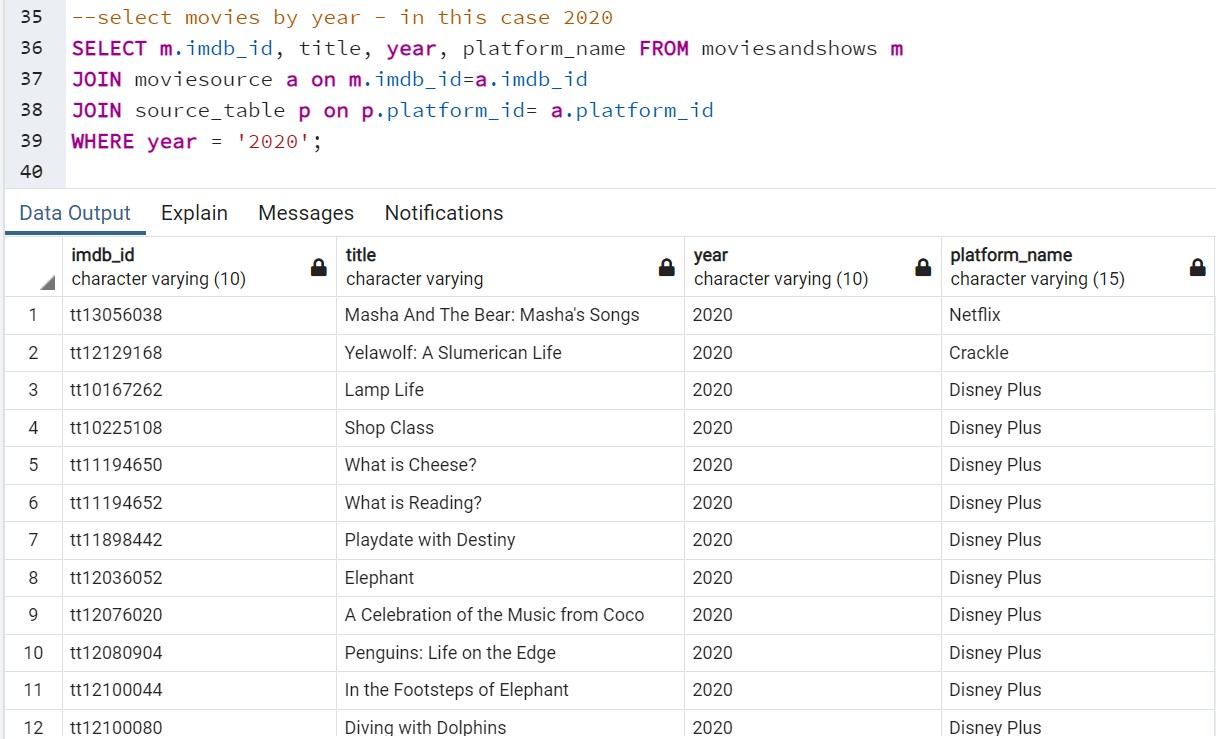 35 --select movies by year - in this case 2020
36 SELECT m.imdb_id, title, year, platform_name FROM moviesandshows m
37 JOIN moviesource a on m.imdb_id=a.imdb_id
38 JOIN source_table p on p.platform_id= a.platform_id
39 WHERE year = '2020';
40
Data Output Explain Messages Notifications
imdb_id title year platform_name
character varying (10) character varying character varying (10) character varying (15)
1 tt13056038 Masha And The Bear: Masha's Songs 2020 Netflix
2 tt12129168 Yelawolf: A Slumerican Life 2020 Crackle
3 tt10167262 Lamp Life 2020 Disney Plus
4 tt10225108 Shop Class 2020 Disney Plus
5 tt11194650 What is Cheese? 2020 Disney Plus
6 tt11194652 What is Reading? 2020 Disney Plus
7 tt11898442 Playdate with Destiny 2020 Disney Plus
8 tt12036052 Elephant 2020 Disney Plus
9 tt12076020 A Celebration of the Music from Coco 2020 Disney Plus
10 tt12080904 Penguins: Life on the Edge 2020 Disney Plus
11 tt12100044 In the Footsteps of Elephant 2020 Disney Plus
12 tt12100080 Diving with Dolphins 2020 Disney Plus